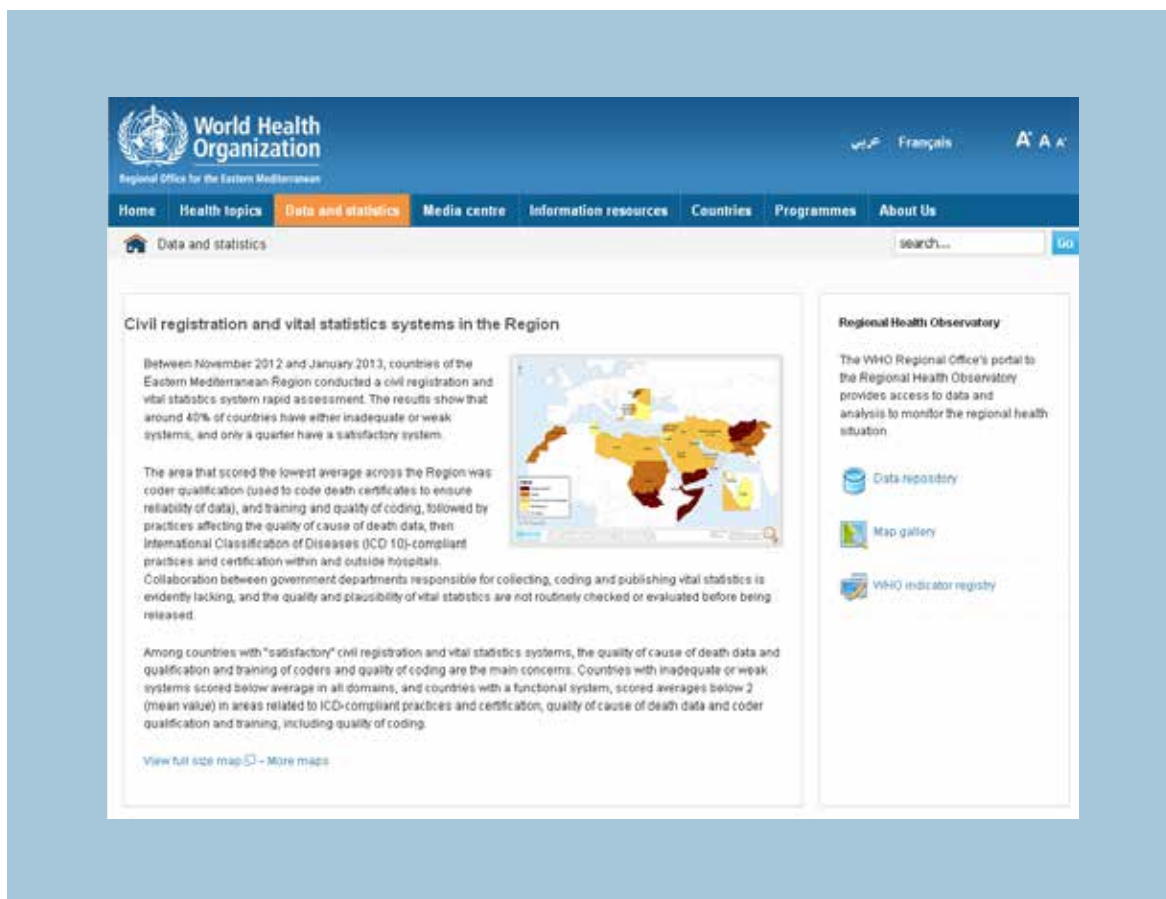 World Health
Organization
Regional Office for the Eastern Mediterranean
عربي Français A+ A A-
Home Health topics Data and statistics Media centre Information resources Countries Programmes About Us
Data and statistics
search...
Go
Civil registration and vital statistics systems in the Region
Between November 2012 and January 2013, countries of the
Eastern Mediterranean Region conducted a civil registration and
vital statistics system rapid assessment. The results show that
around 40% of countries have either inadequate or weak
systems, and only a quarter have a satisfactory system.
The area that scored the lowest average across the Region was
coder qualification (used to code death certificates to ensure
reliability of data), and training and quality of coding, followed by
practices affecting the quality of cause of death data, then
International Classification of Diseases (ICD 10)-compliant
practices and certification within and outside hospitals.
Collaboration between government departments responsible for collecting, coding and publishing vital statistics is
evidently lacking, and the quality and plausibility of vital statistics are not routinely checked or evaluated before being
released.
Among countries with "satisfactory" civil registration and vital statistics systems, the quality of cause of death data and
qualification and training of coders and quality of coding are the main concerns. Countries with inadequate or weak
systems scored below average in all domains, and countries with a functional system, scored averages below 2
(mean value) in areas related to ICD-compliant practices and certification, quality of cause of death data and coder
qualification and training, including quality of coding.
View full size map - More maps
Regional Health Observatory
The WHO Regional Office's portal to
the Regional Health Observatory
provides access to data and
analysis to monitor the regional health
situation
Data repository
Map gallery
WHO indicator registry